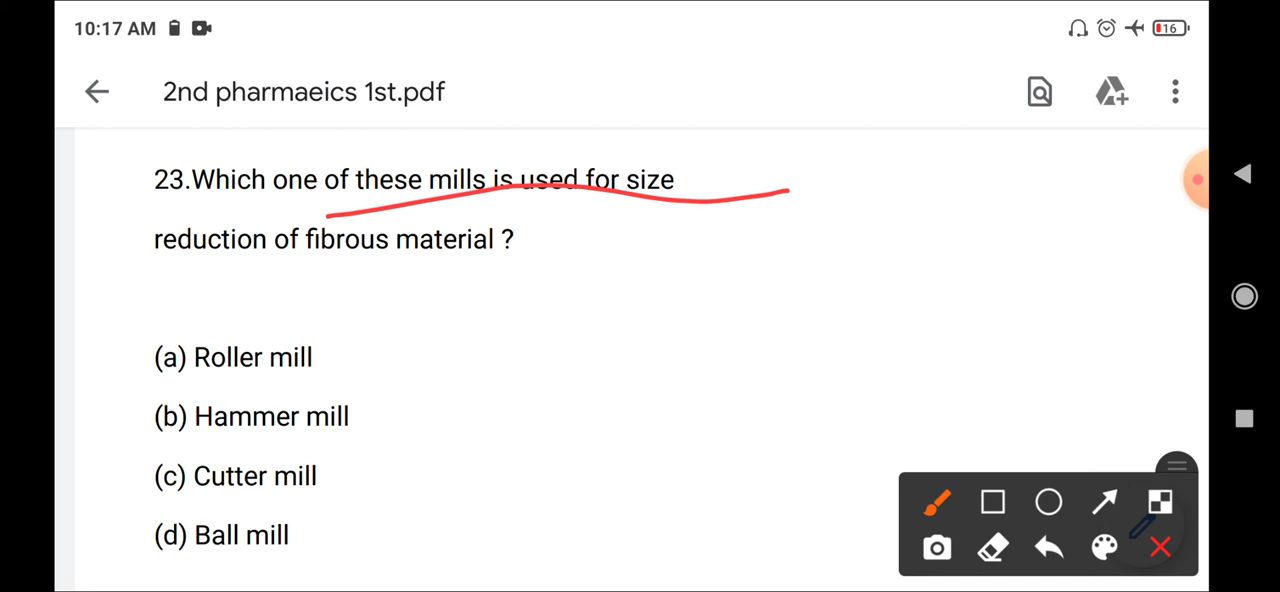 10:17 AM
16
2nd pharmaeics 1st.pdf
23.Which one of these mills is used for size
reduction of fibrous material ?
(a) Roller mill
(b) Hammer mill
(c) Cutter mill
(d) Ball mill